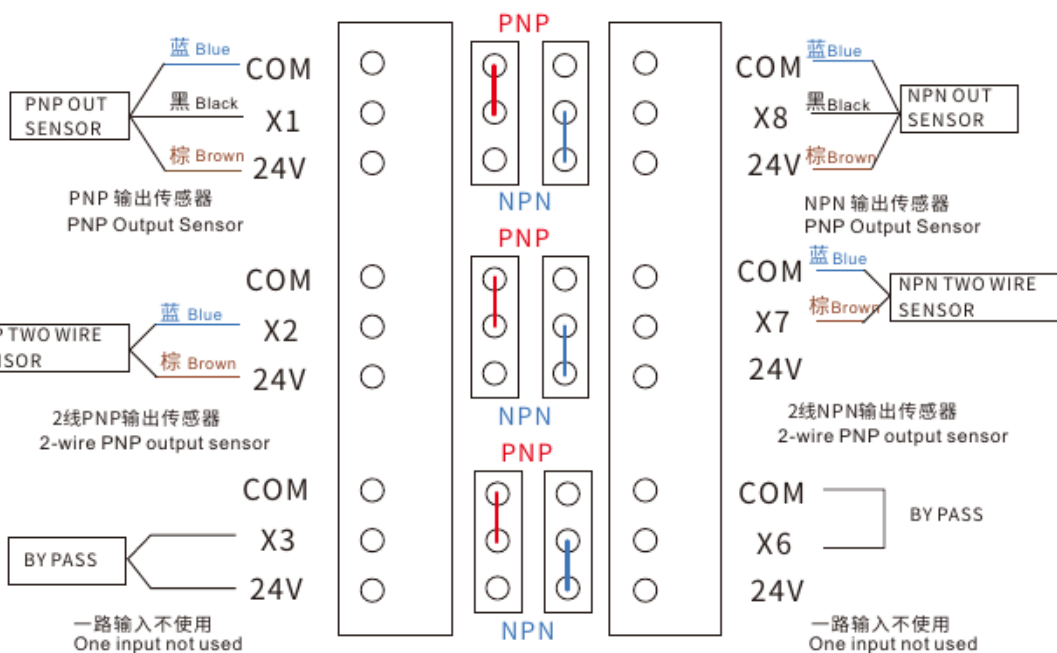 PNP
蓝 Blue
COM
PNP OUT
SENSOR
黑 Black
X1
棕 Brown
24V
PNP 输出传感器
PNP Output Sensor
COM
蓝Blue
X8
黑Black
NPN OUT
SENSOR
24V
棕Brown
NPN 输出传感器
PNP Output Sensor
NPN
PNP
COM
蓝 Blue
X2
TWO WIRE
棕 Brown
24V
2线PNP输出传感器
2-wire PNP output sensor
COM
蓝Blue
NPN TWO WIRE
SENSOR
X7
棕Brown
24V
2线NPN输出传感器
2-wire PNP output sensor
NPN
PNP
COM
X3
BY PASS
24V
一路输入不使用
One input not used
COM
BY PASS
X6
24V
一路输入不使用
One input not used
NPN